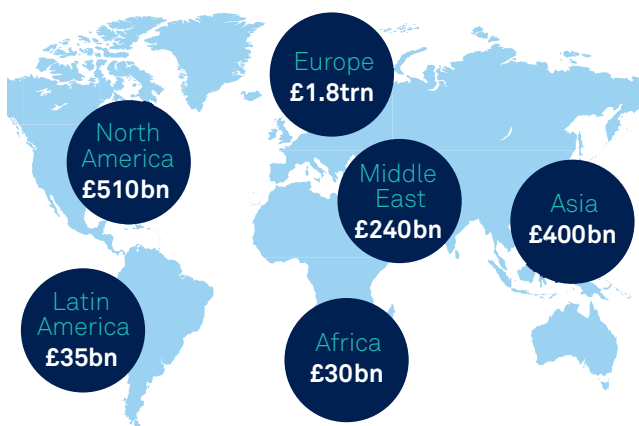 Europe
£1.8trn
North
America
£510bn
Middle
East
£240bn
Asia
£400bn
Latin
America
£35bn
Africa
£30bn